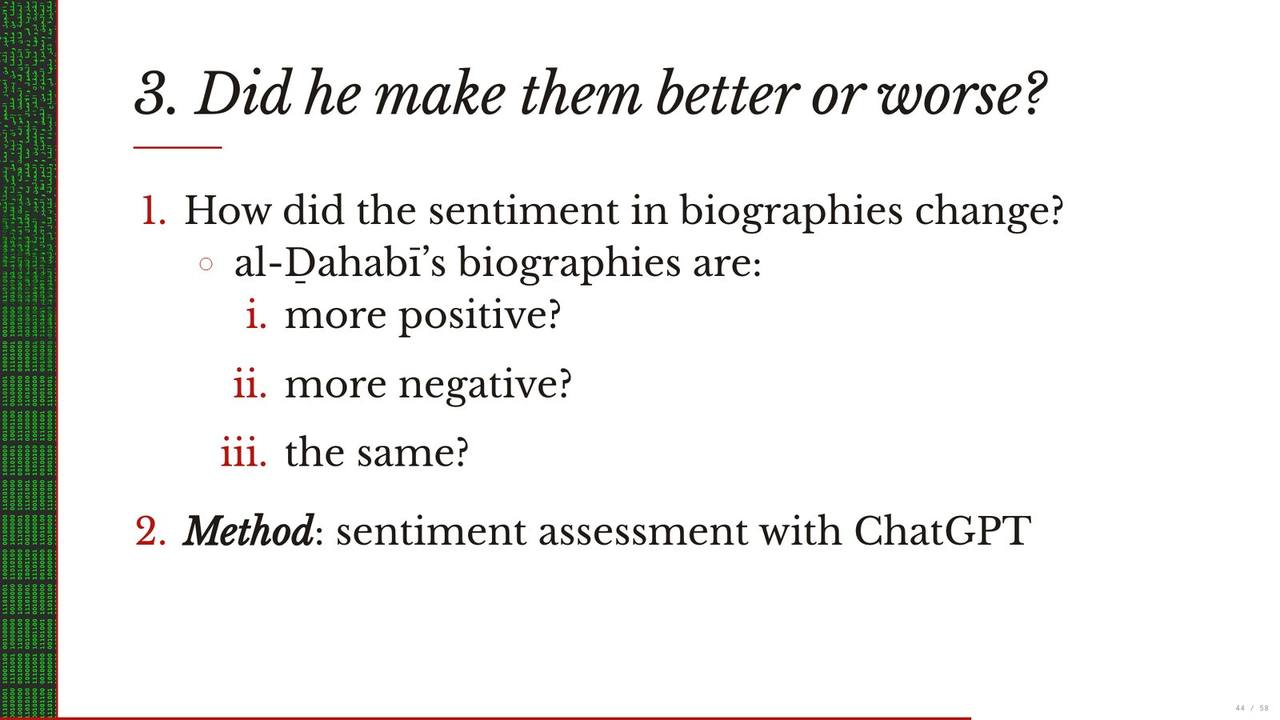 3. Did he make them better or worse?
1. How did the sentiment in biographies change?
○ al-Ḏahabī’s biographies are:
i. more positive?
ii. more negative?
iii. the same?
2. Method: sentiment assessment with ChatGPT
44 / 58